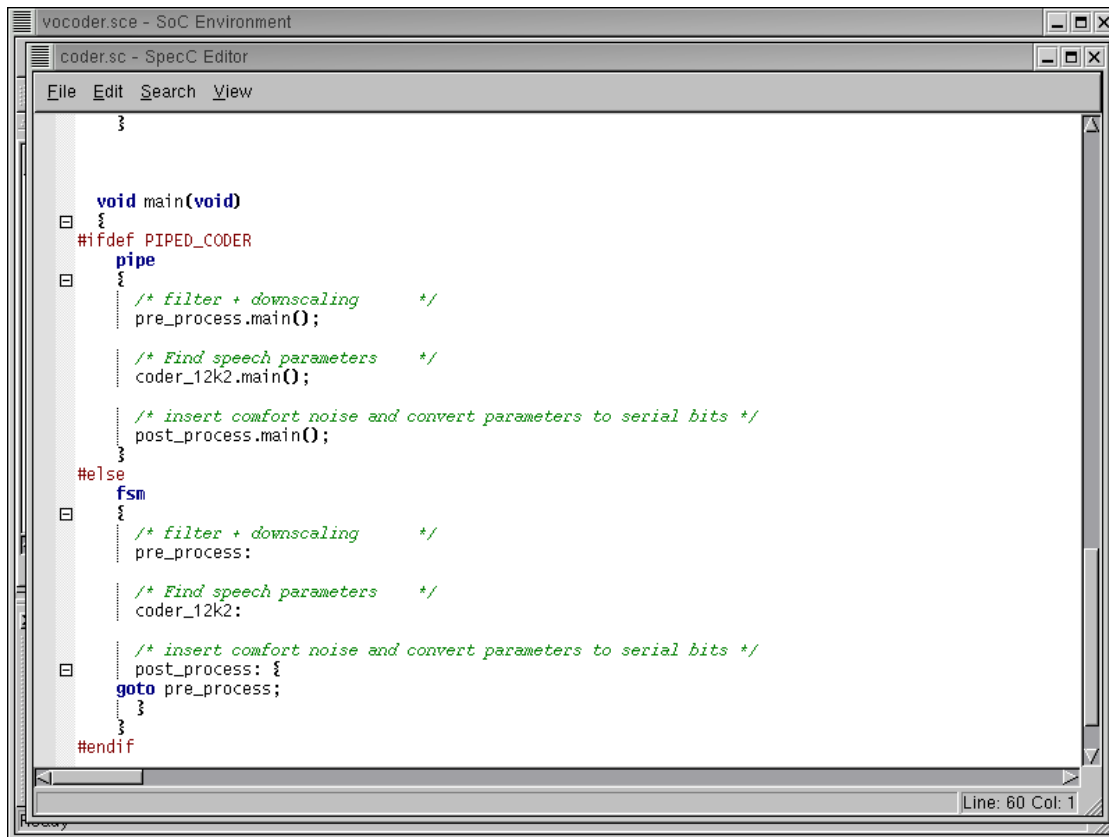 vocoder.sce - SoC Environment
coder.sc - SpecC Editor
File Edit Search View
}
void main(void)
{
#ifdef PIPED_CODER
pipe
{
/* filter + downscaling */
pre_process.main();
/* Find speech parameters */
coder_12k2.main();
/* insert comfort noise and convert parameters to serial bits */
post_process.main();
}
#else
fsm
{
/* filter + downscaling */
pre_process:
/* Find speech parameters */
coder_12k2:
/* insert comfort noise and convert parameters to serial bits */
post_process: {
goto pre_process;
}
}
#endif
Line: 60 Col: 1
Ready